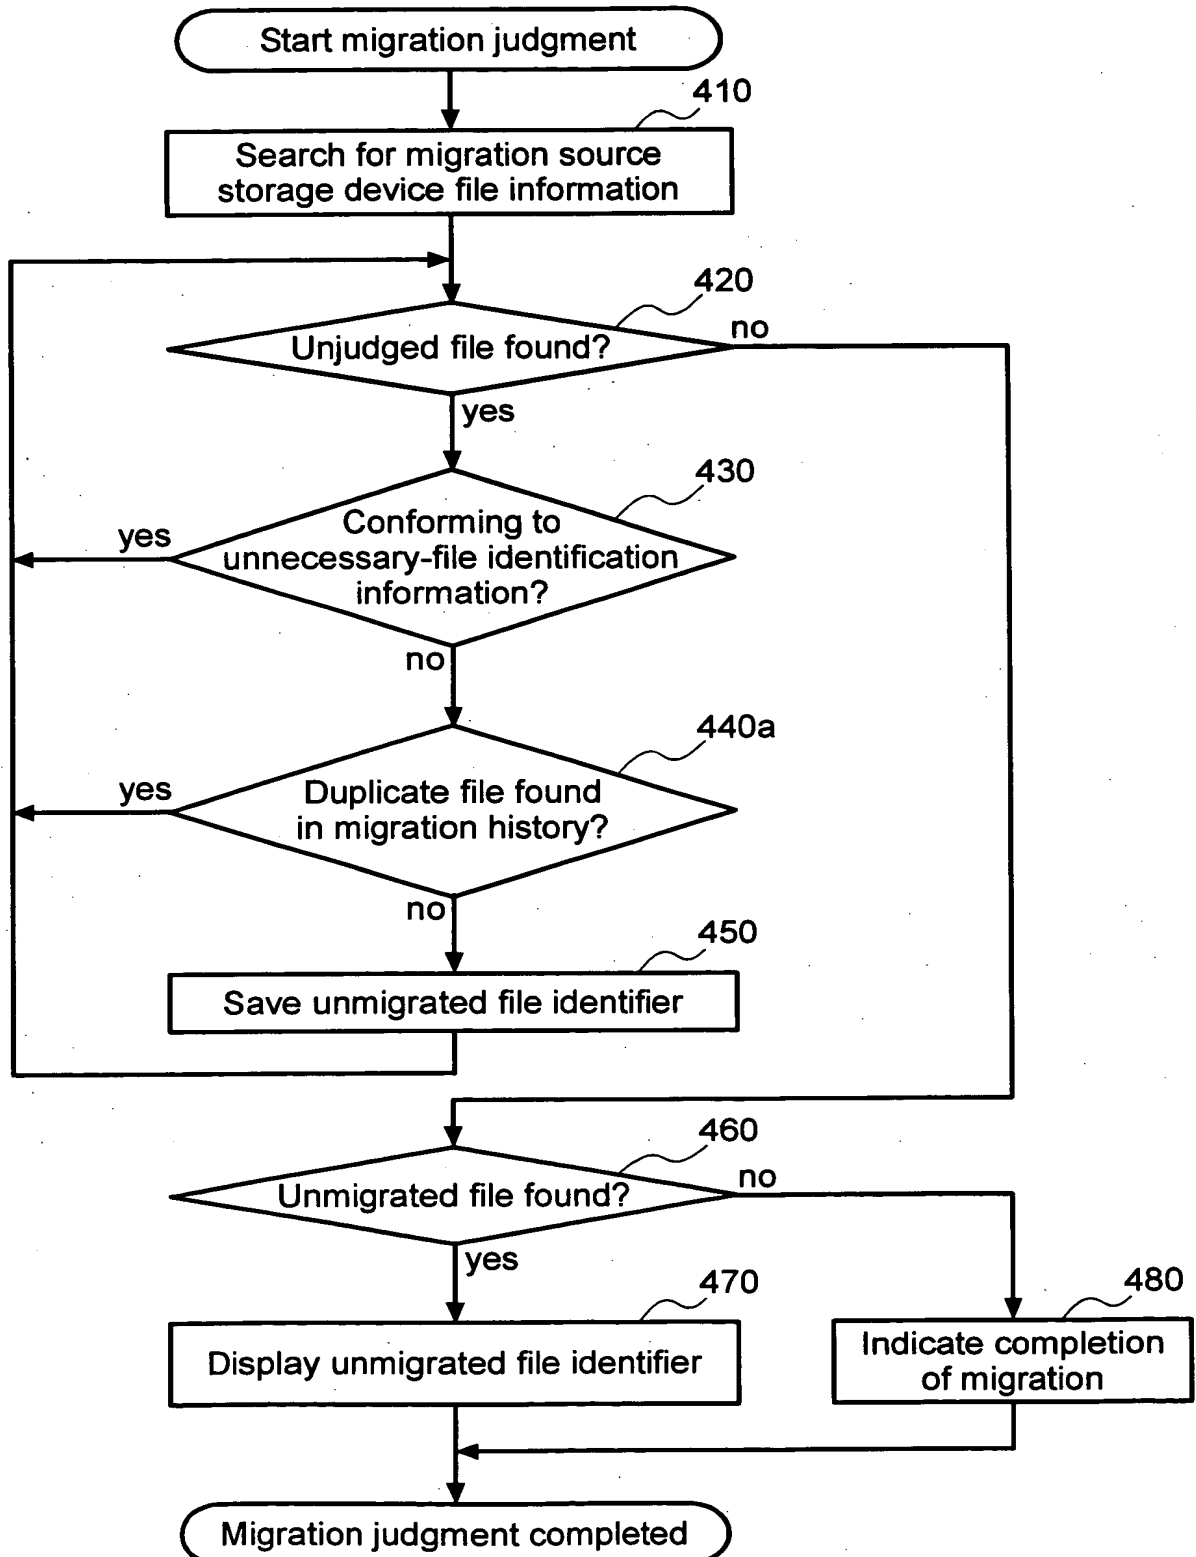 Start migration judgment
410
Search for migration source
storage device file information
420
Unjudged file found?
no
yes
430
Conforming to
unnecessary-file identification
information?
yes
no
440a
Duplicate file found
in migration history?
yes
no
450
Save unmigrated file identifier
460
Unmigrated file found?
no
yes
470
Display unmigrated file identifier
480
Indicate completion
of migration
Migration judgment completed